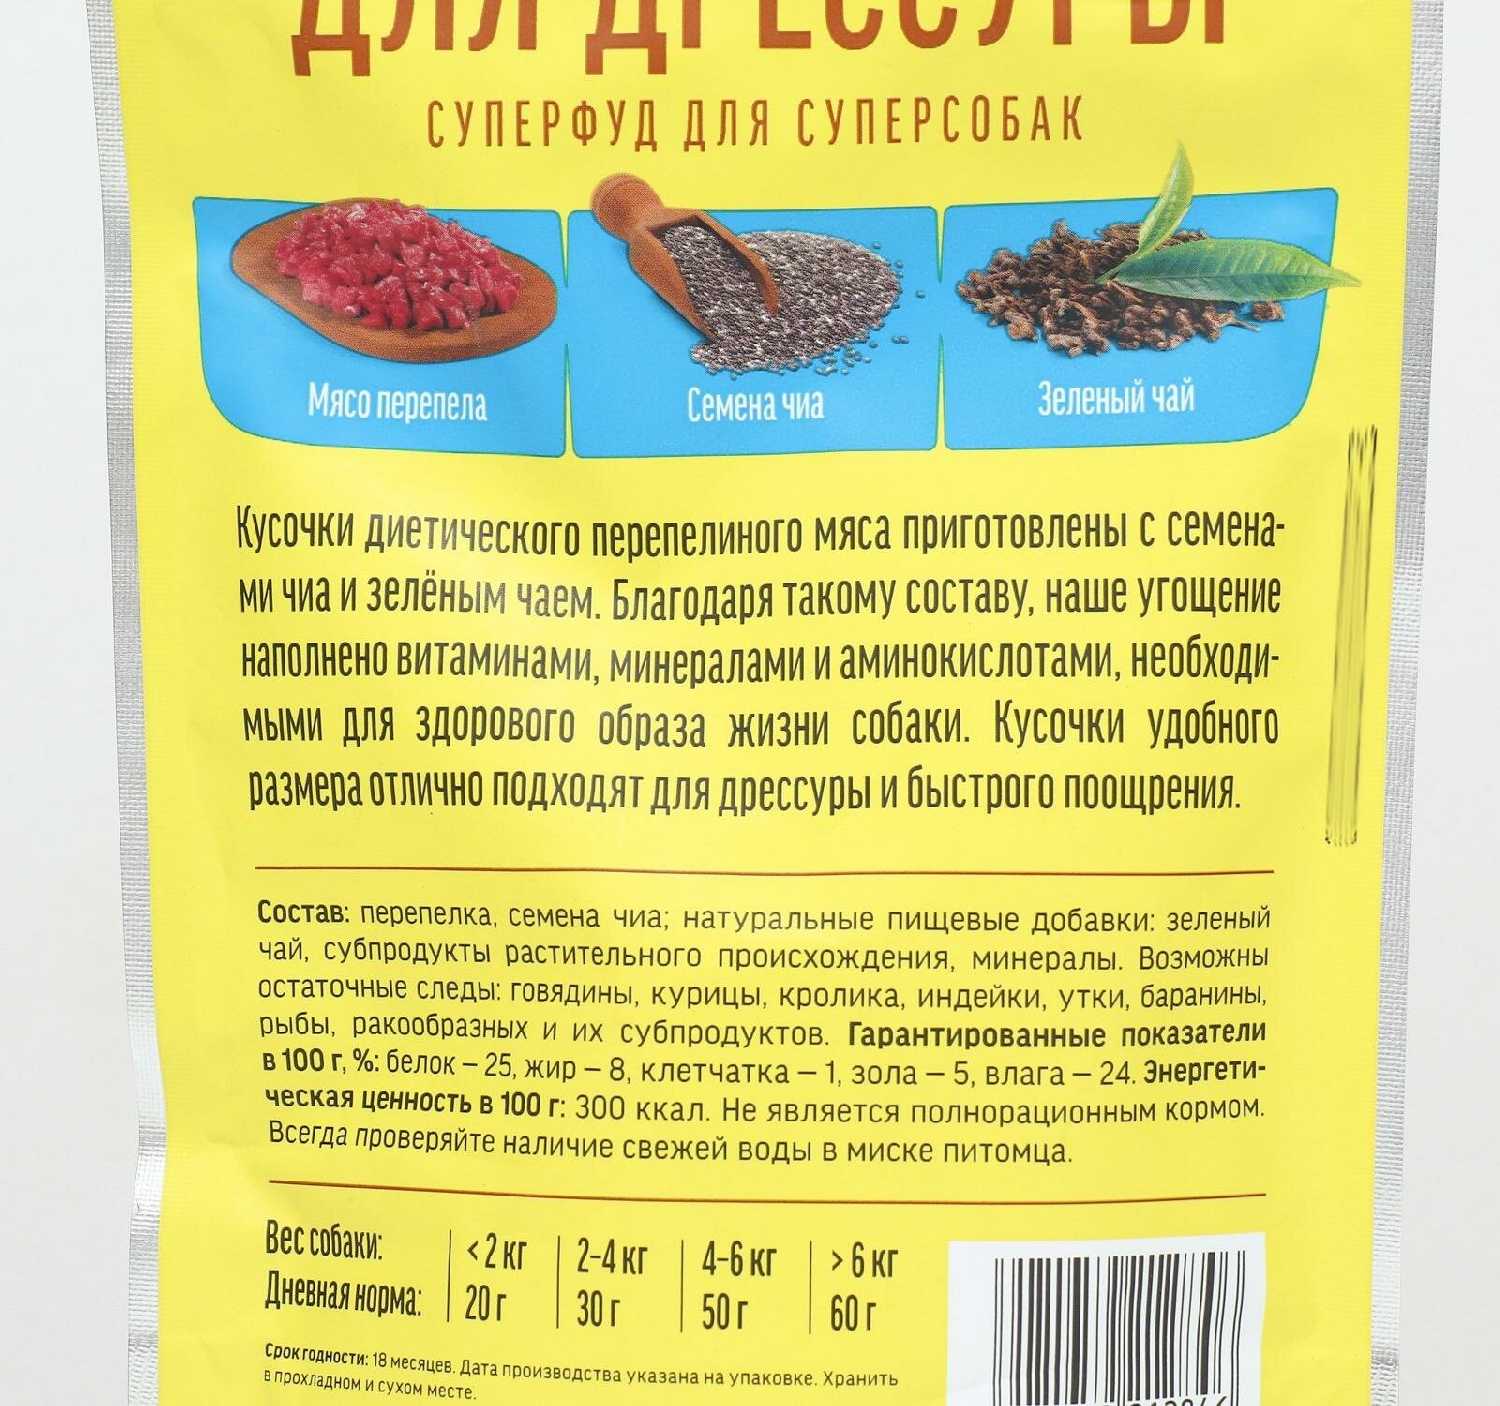 ДЛЯ ДРЕССУРЫ
СУПЕРФУД ДЛЯ СУПЕРСОБАК
Мясо перепела
Семена чиа
Зеленый чай
Кусочки диетического перепелиного мяса приготовлены с семена-
ми чиа и зелёным чаем. Благодаря такому составу, наше угощение
наполнено витаминами, минералами и аминокислотами, необходи-
мыми для здорового образа жизни собаки. Кусочки удобного
размера отлично подходят для дрессуры и быстрого поощрения.
Состав: перепелка, семена чиа; натуральные пищевые добавки: зеленый
чай, субпродукты растительного происхождения, минералы. Возможны
остаточные следы: говядины, курицы, кролика, индейки, утки, баранины,
рыбы, ракообразных и их субпродуктов. Гарантированные показатели
в 100 г, %: белок – 25, жир – 8, клетчатка – 1, зола – 5, влага – 24. Энергети-
ческая ценность в 100 г: 300 ккал. Не является полнорационным кормом.
Всегда проверяйте наличие свежей воды в миске питомца.
Вес собаки: < 2 кг 2-4 кг 4-6 кг > 6 кг
Дневная норма: 20 г 30 г 50 г 60 г
Срок годности: 18 месяцев. Дата производства указана на упаковке. Хранить
в прохладном и сухом месте.